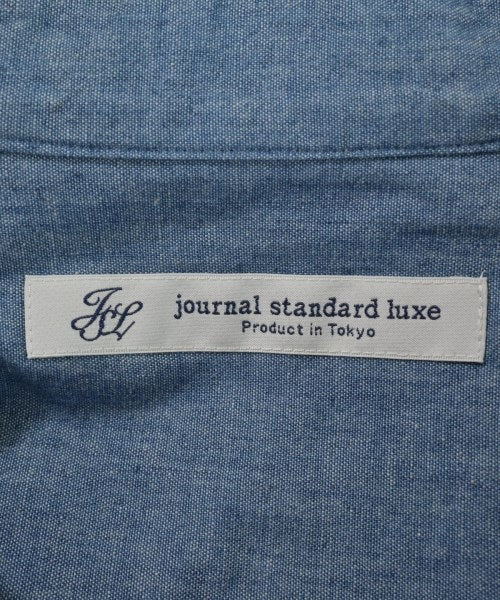 JSL
journal standard luxe
Product in Tokyo